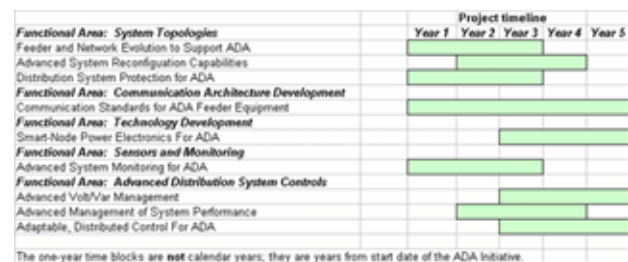 Project timeline
Functional Area: System Topologies Year 1 Year 2 Year 3 Year 4 Year 5
Feeder and Network Evolution to Support ADA
Advanced System Reconfiguation Capabilities
Distribution System Protection for ADA
Functional Area: Communication Architecture Development
Communication Standards for ADA Feeder Equipment
Functional Area: Technology Development
Smart-Node Power Electronics For ADA
Functional Area: Sensors and Monitoring
Advanced System Monitoring for ADA
Functional Area: Advanced Distribution System Controls
Advanced Volt/Var Management
Advanced Management of System Performance
Adaptable, Distributed Control For ADA
The one-year time blocks are not calendar years; they are years from start date of the ADA Initiative.